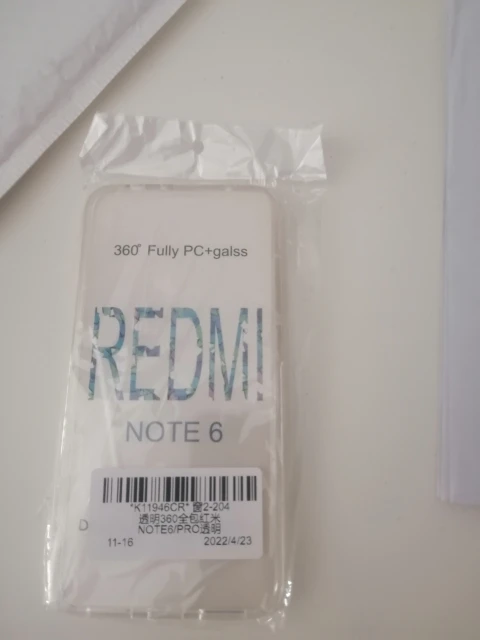 360° Fully PC+galss
REDMI
NOTE 6
*K11946CR* 2-204
透明360全包红米
D
NOTE6/PRO透明
11-16 2022/4/23